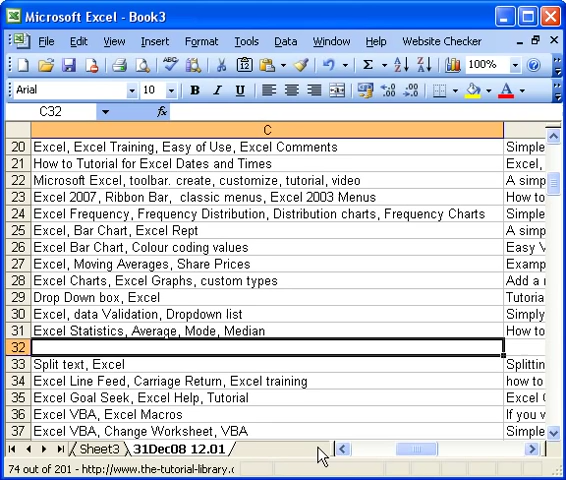 Microsoft Excel - Book3
File Edit View Insert Format Tools Data Window Help Website Checker
100%
Arial 10 B I U
C32 fx
C
20 Excel, Excel Training, Easy of Use, Excel Comments Simple
21 How to Tutorial for Excel Dates and Times Excel,
22 Microsoft Excel, toolbar. create, customize, tutorial, video A simp
23 Excel 2007, Ribbon Bar, classic menus, Excel 2003 Menus How to
24 Excel Frequency, Frequency Distribution, Distribution charts, Frequency Charts Simple
25 Excel, Bar Chart, Excel Rept A simp
26 Excel Bar Chart, Colour coding values Easy V
27 Excel, Moving Averages, Share Prices Examp
28 Excel Charts, Excel Graphs, custom types Add a r
29 Drop Down box, Excel Tutoria
30 Excel, data Validation, Dropdown list Simply
31 Excel Statistics, Average, Mode, Median How to
32
33 Split text, Excel Splittin
34 Excel Line Feed, Carriage Return, Excel training how to
35 Excel Goal Seek, Excel Help, Tutorial Excel G
36 Excel VBA, Excel Macros If you v
37 Excel VBA, Change Worksheet, VBA Simple
Sheet3 31Dec08 12.01
74 out of 201 - http://www.the-tutorial-library.c